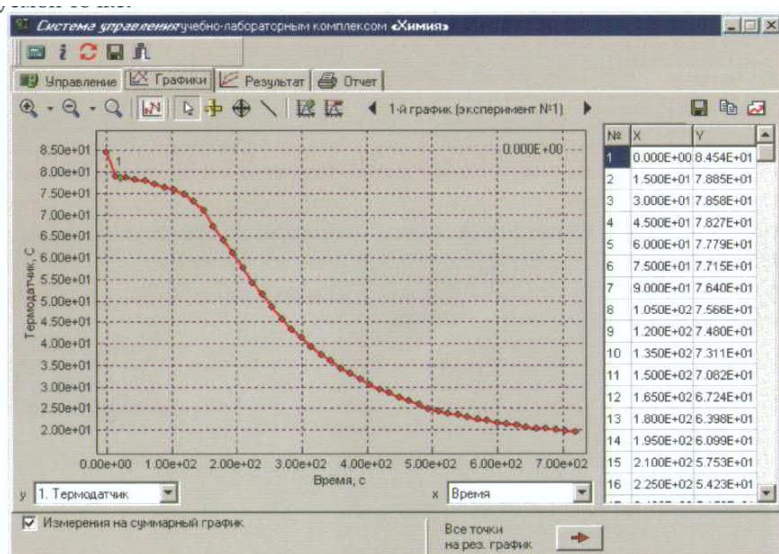 Система управления учебно-лабораторным комплексом «Химия»
Управление Графики Результат Отчет
1-й график (эксперимент №1)
№ X Y
1 0.000E+00 8.454E+01
2 1.500E+01 7.885E+01
3 3.000E+01 7.858E+01
4 4.500E+01 7.827E+01
5 6.000E+01 7.779E+01
6 7.500E+01 7.715E+01
7 9.000E+01 7.640E+01
8 1.050E+02 7.566E+01
9 1.200E+02 7.480E+01
10 1.350E+02 7.311E+01
11 1.500E+02 7.082E+01
12 1.650E+02 6.724E+01
13 1.800E+02 6.398E+01
14 1.950E+02 6.099E+01
15 2.100E+02 5.753E+01
16 2.250E+02 5.423E+01
0.000E+00
1
Термодатчик, С
8.50e+01
8.00e+01
7.50e+01
7.00e+01
6.50e+01
6.00e+01
5.50e+01
5.00e+01
4.50e+01
4.00e+01
3.50e+01
3.00e+01
2.50e+01
2.00e+01
0.00e+00 1.00e+02 2.00e+02 3.00e+02 4.00e+02 5.00e+02 6.00e+02 7.00e+02
Время, с
y 1. Термодатчик x Время
Измерения на суммарный график
Все точки
на рез. график